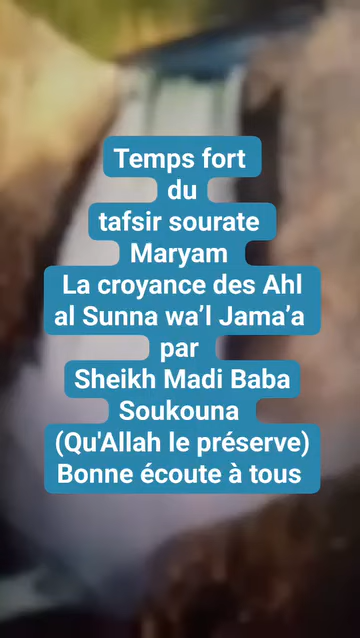 Temps fort
du
tafsir sourate
Maryam
La croyance des Ahl
al Sunna wa’l Jama’a
par
Sheikh Madi Baba
Soukouna
(Qu'Allah le préserve)
Bonne écoute à tous